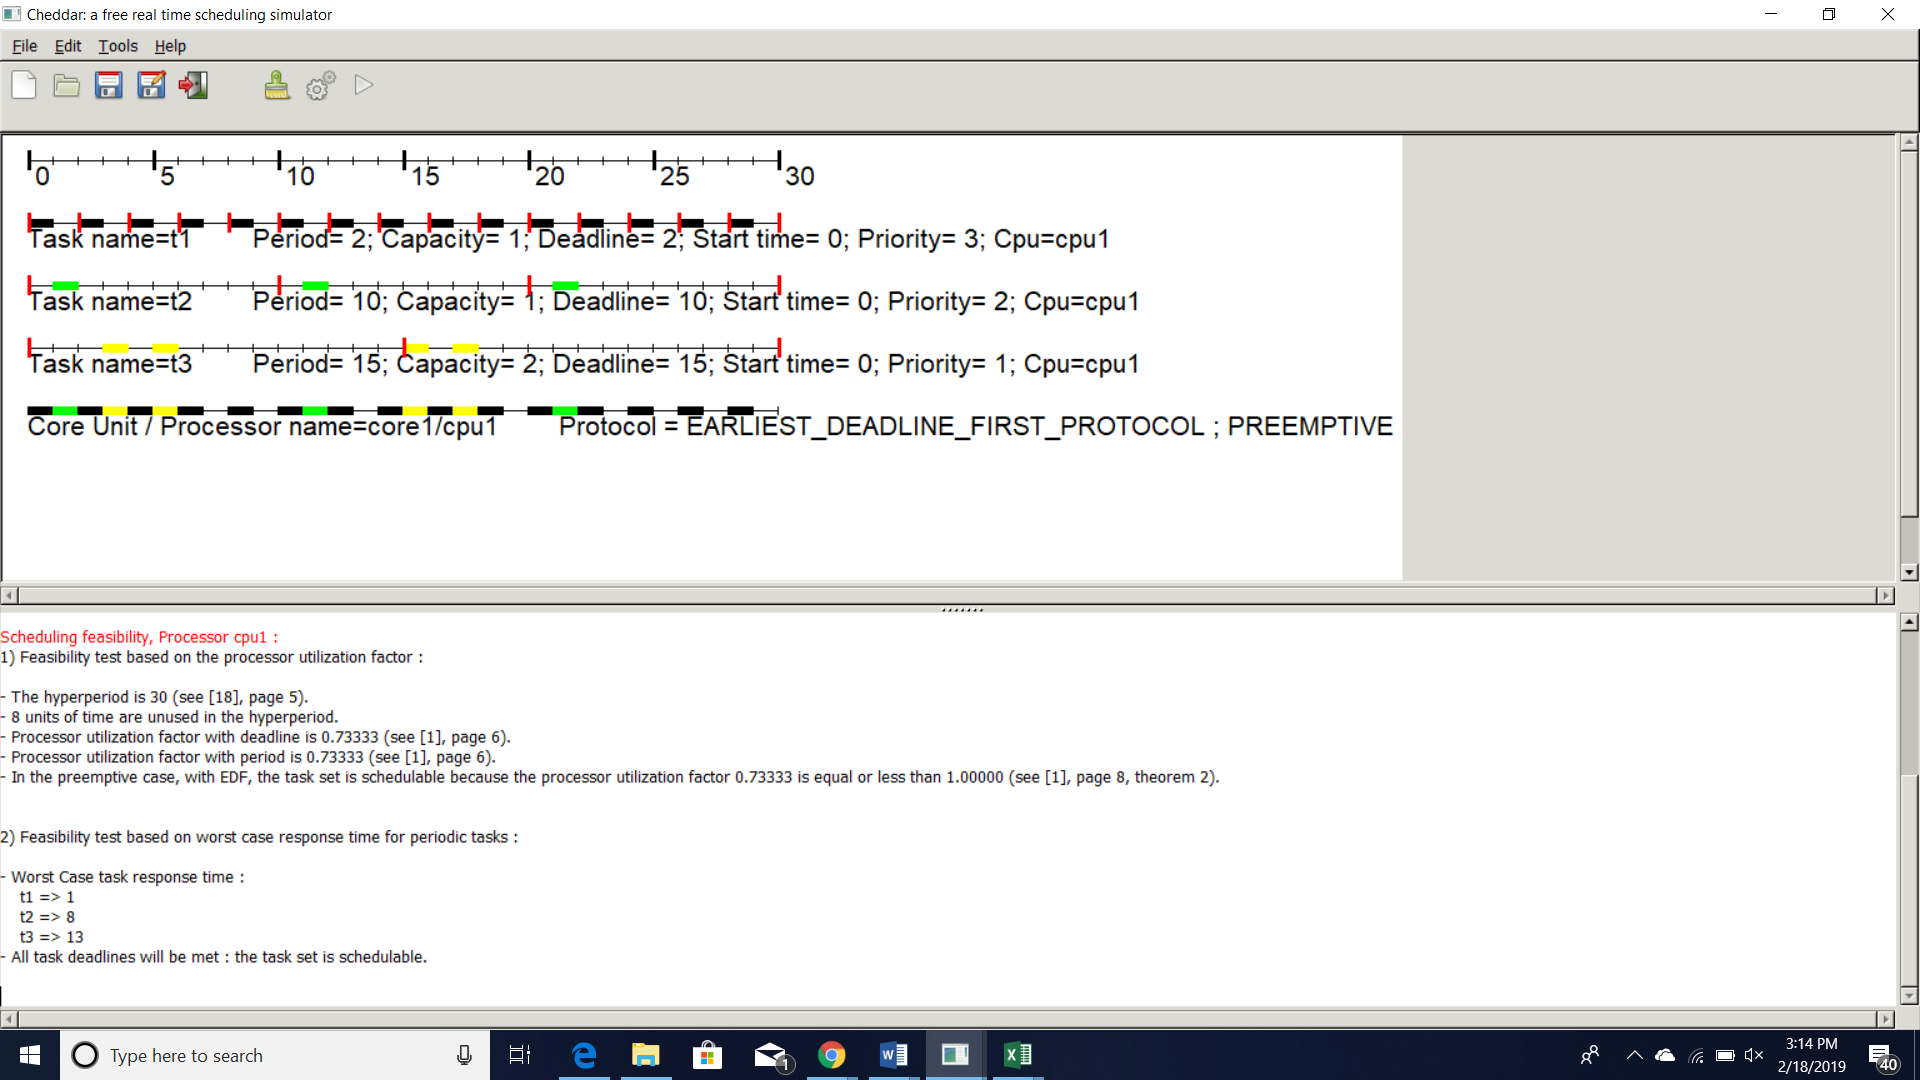 Cheddar: a free real time scheduling simulator
File Edit Tools Help
0 5 10 15 20 25 30
Task name=t1 Period= 2; Capacity= 1; Deadline= 2; Start time= 0; Priority= 3; Cpu=cpu1
Task name=t2 Period= 10; Capacity= 1; Deadline= 10; Start time= 0; Priority= 2; Cpu=cpu1
Task name=t3 Period= 15; Capacity= 2; Deadline= 15; Start time= 0; Priority= 1; Cpu=cpu1
Core Unit / Processor name=core1/cpu1 Protocol = EARLIEST_DEADLINE_FIRST_PROTOCOL ; PREEMPTIVE
Scheduling feasibility, Processor cpu1 :
1) Feasibility test based on the processor utilization factor :
- The hyperperiod is 30 (see [18], page 5).
- 8 units of time are unused in the hyperperiod.
- Processor utilization factor with deadline is 0.73333 (see [1], page 6).
- Processor utilization factor with period is 0.73333 (see [1], page 6).
- In the preemptive case, with EDF, the task set is schedulable because the processor utilization factor 0.73333 is equal or less than 1.00000 (see [1], page 8, theorem 2).
2) Feasibility test based on worst case response time for periodic tasks :
- Worst Case task response time :
t1 => 1
t2 => 8
t3 => 13
- All task deadlines will be met : the task set is schedulable.
Type here to search
1
3:14 PM
2/18/2019
40